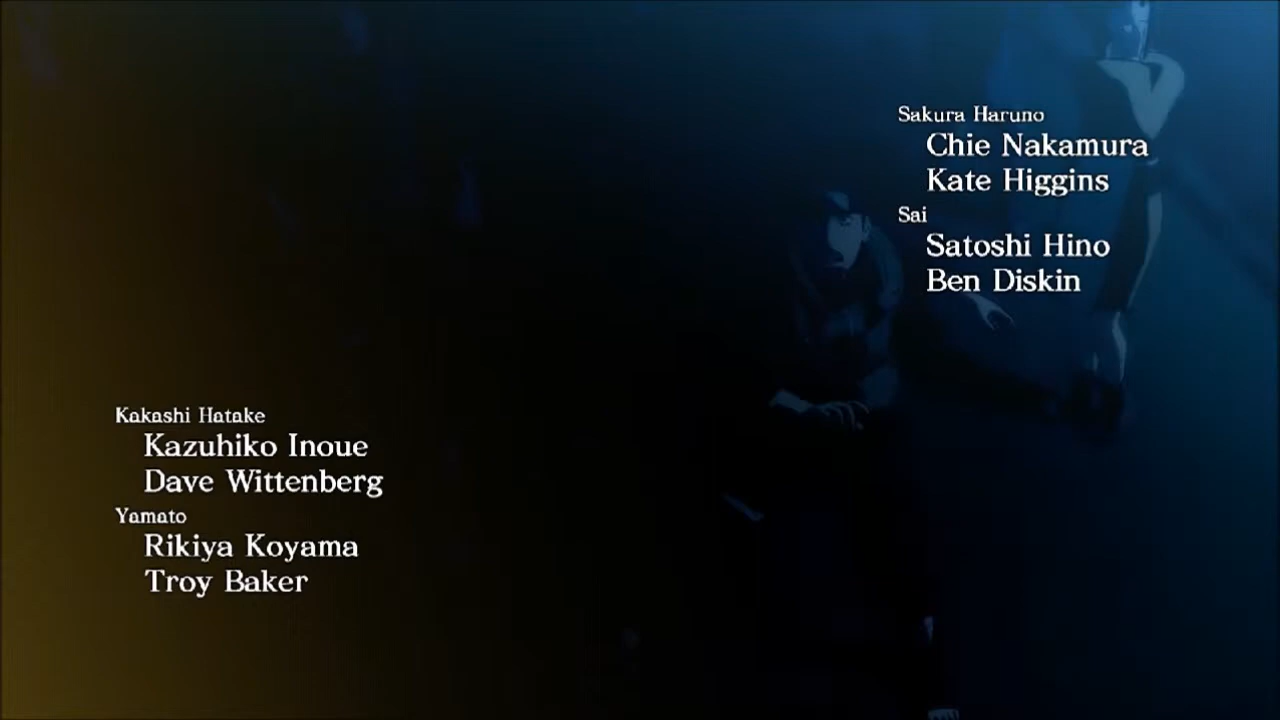 Sakura Haruno
Chie Nakamura
Kate Higgins
Sai
Satoshi Hino
Ben Diskin
Kakashi Hatake
Kazuhiko Inoue
Dave Wittenberg
Yamato
Rikiya Koyama
Troy Baker